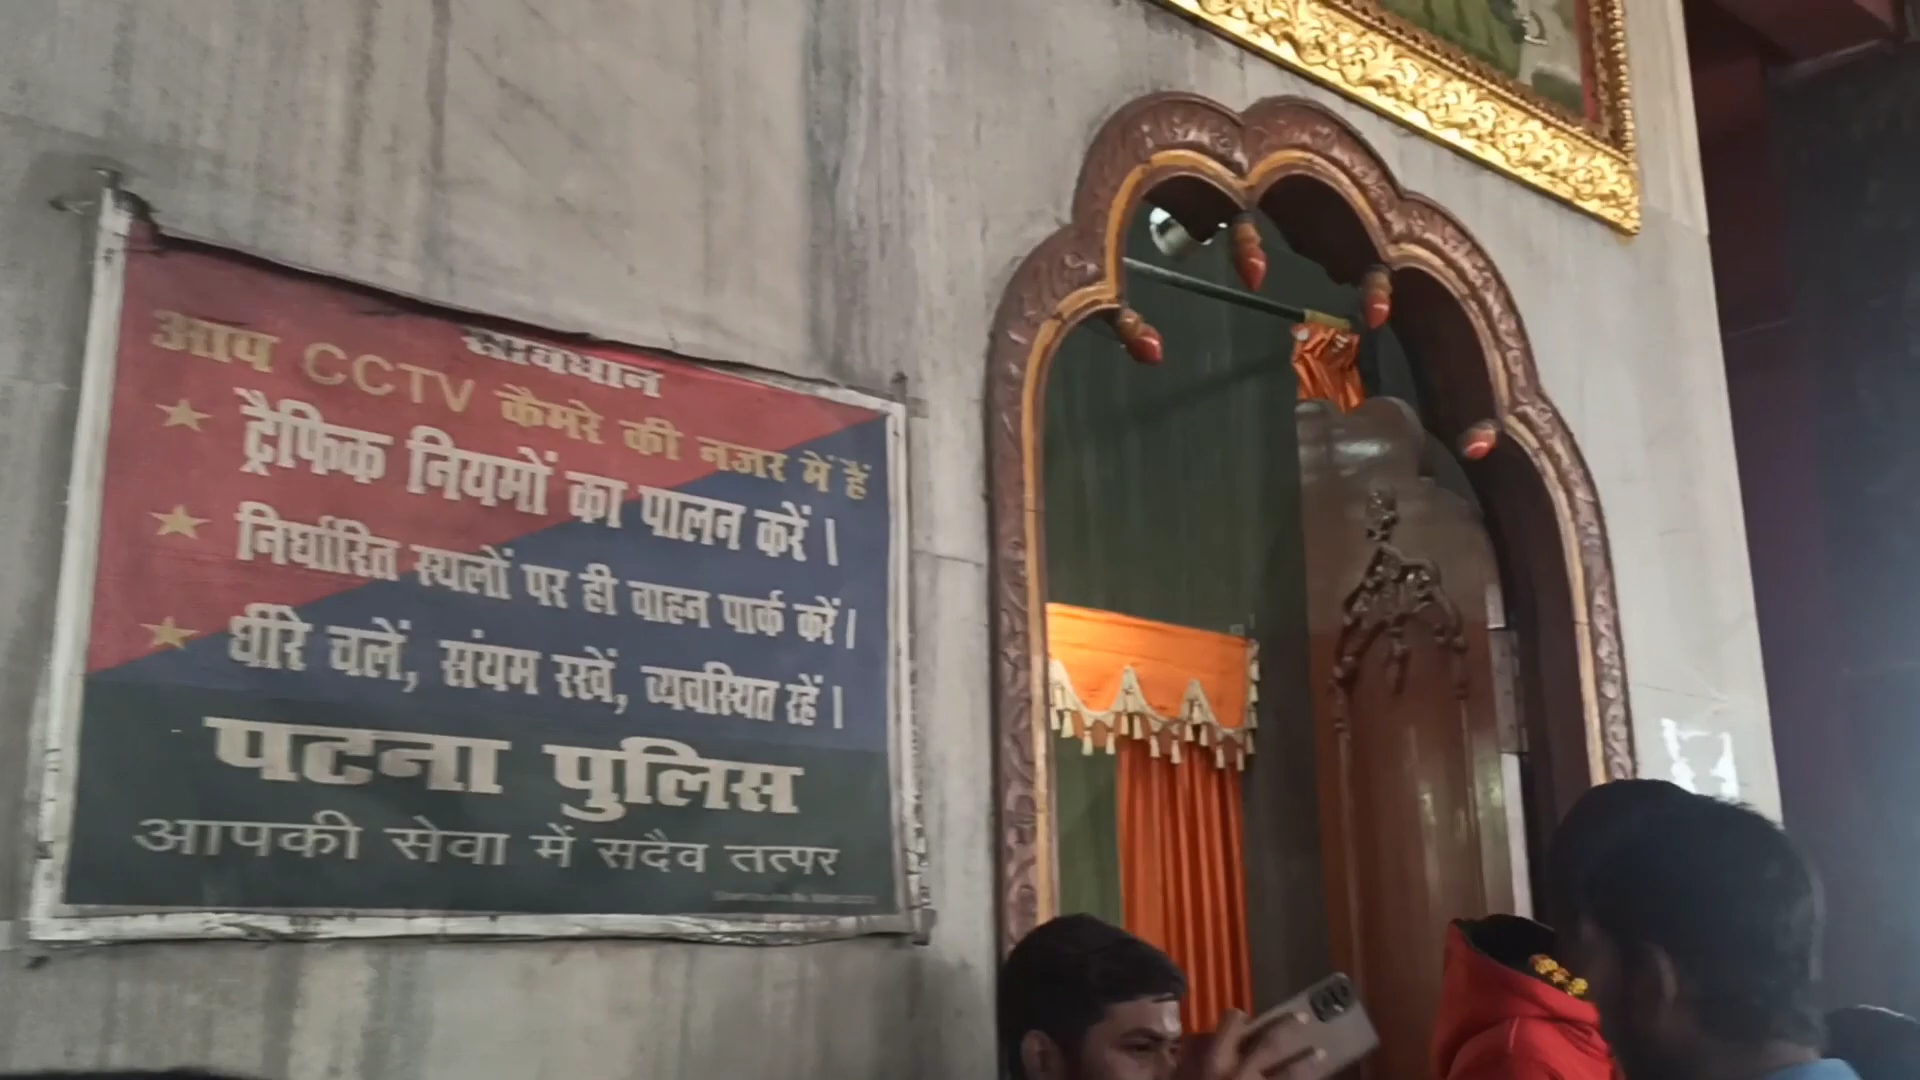 सावधान
आप CCTV कैमरे की नजर में हैं
ट्रैफिक नियमों का पालन करें।
निर्धारित स्थलों पर ही वाहन पार्क करें।
धीरे चलें, संयम रखें, व्यवस्थित रहें।
पटना पुलिस
आपकी सेवा में सदैव तत्पर